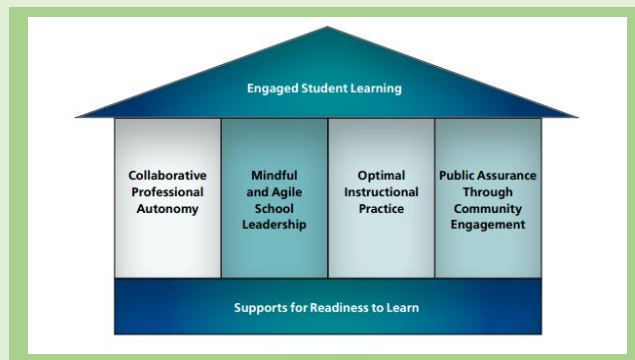 Engaged Student Learning
Collaborative
Professional
Autonomy
Mindful
and Agile
School
Leadership
Optimal
Instructional
Practice
Public Assurance
Through
Community
Engagement
Supports for Readiness to Learn